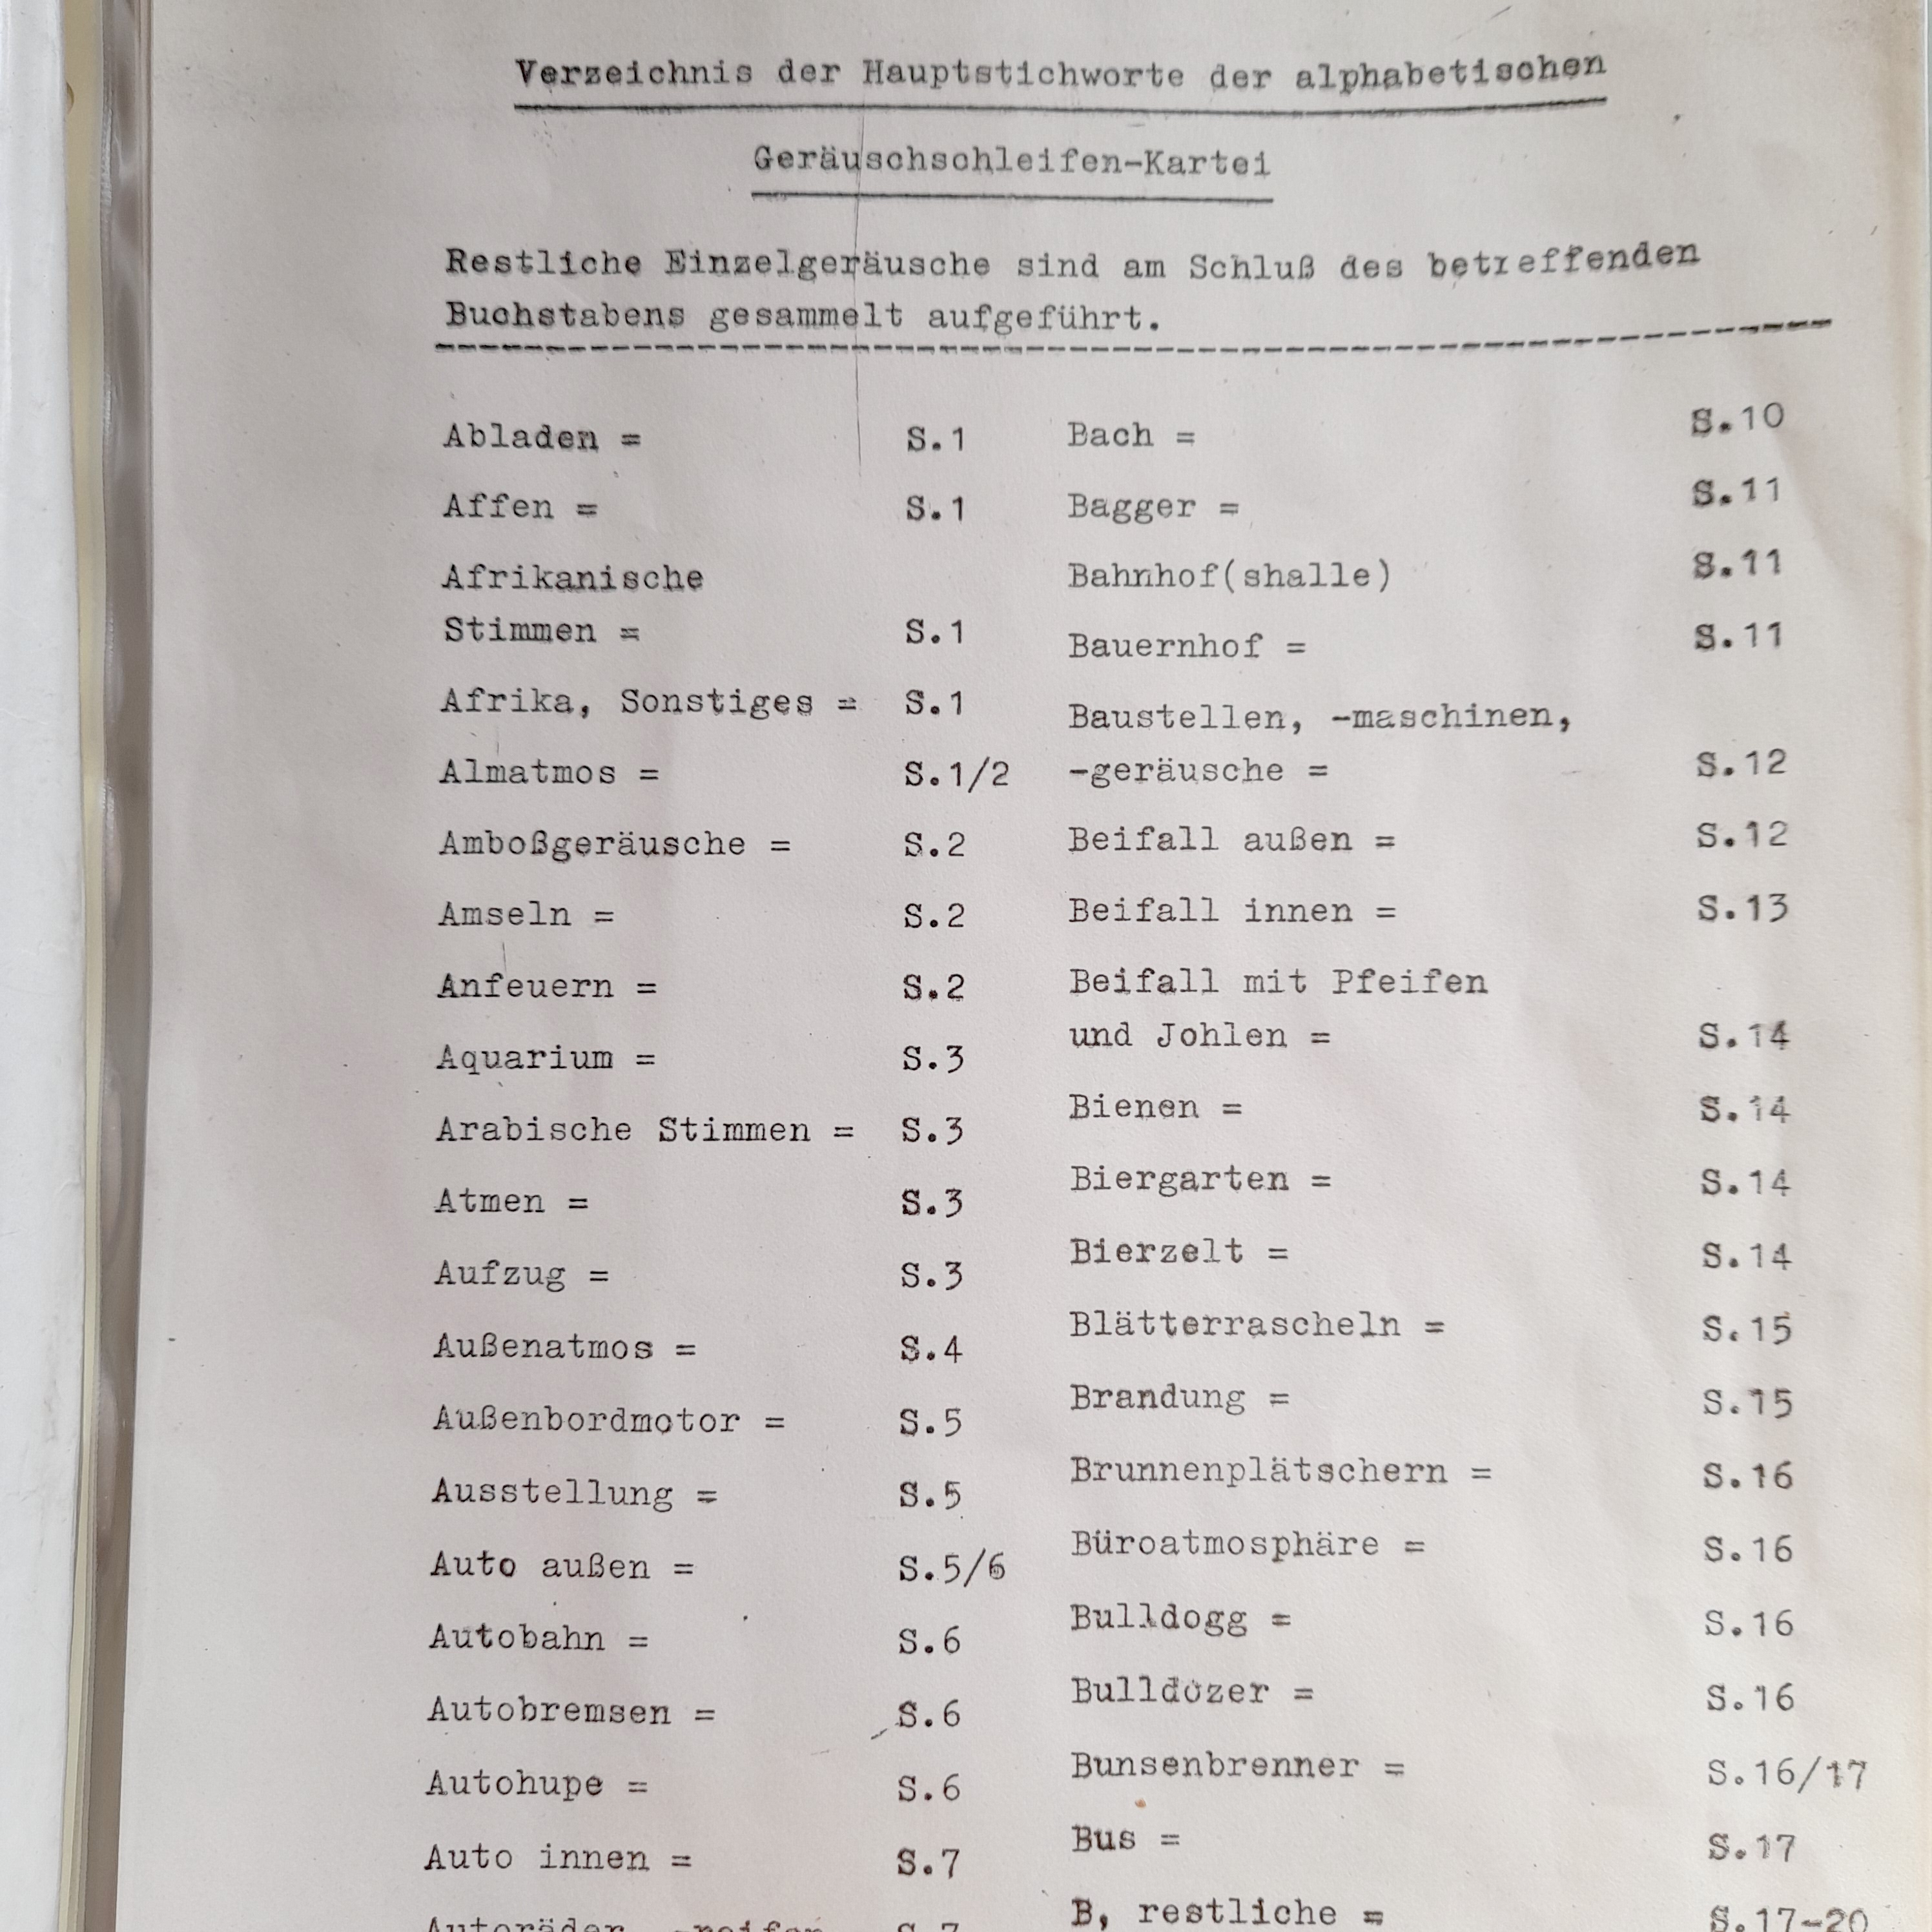 Verzeichnis der Hauptstichworte der alphabetischen
Geräuschschleifen-Kartei
Restliche Einzelgeräusche sind am Schluß des betreffenden
Buchstabens gesammelt aufgeführt.
Abladen = S.1
Affen = S.1
Afrikanische
Stimmen = S.1
Afrika, Sonstiges = S.1
Almatmos = S.1/2
Amboßgeräusche = S.2
Amseln = S.2
Anfeuern = S.2
Aquarium = S.3
Arabische Stimmen = S.3
Atmen = S.3
Aufzug = S.3
Außenatmos = S.4
Außenbordmotor = S.5
Ausstellung = S.5
Auto außen = S.5/6
Autobahn = S.6
Autobremsen = S.6
Autohupe = S.6
Auto innen = S.7
Autoräder, -reifen S.7
Bach = S.10
Bagger = S.11
Bahnhof(shalle) S.11
Bauernhof = S.11
Baustellen, -maschinen,
-geräusche = S.12
Beifall außen = S.12
Beifall innen = S.13
Beifall mit Pfeifen
und Johlen = S.14
Bienen = S.14
Biergarten = S.14
Bierzelt = S.14
Blätterrascheln = S.15
Brandung = S.15
Brunnenplätschern = S.16
Büroatmosphäre = S.16
Bulldogg = S.16
Bulldozer = S.16
Bunsenbrenner = S.16/17
Bus = S.17
B, restliche = S.17-20